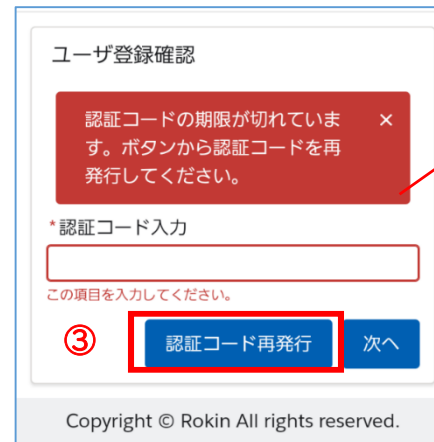 ユーザ登録確認
認証コードの期限が切れていま ×
す。ボタンから認証コードを再
発行してください。
*認証コード入力
この項目を入力してください。
③ 認証コード再発行 次へ
Copyright © Rokin All rights reserved.